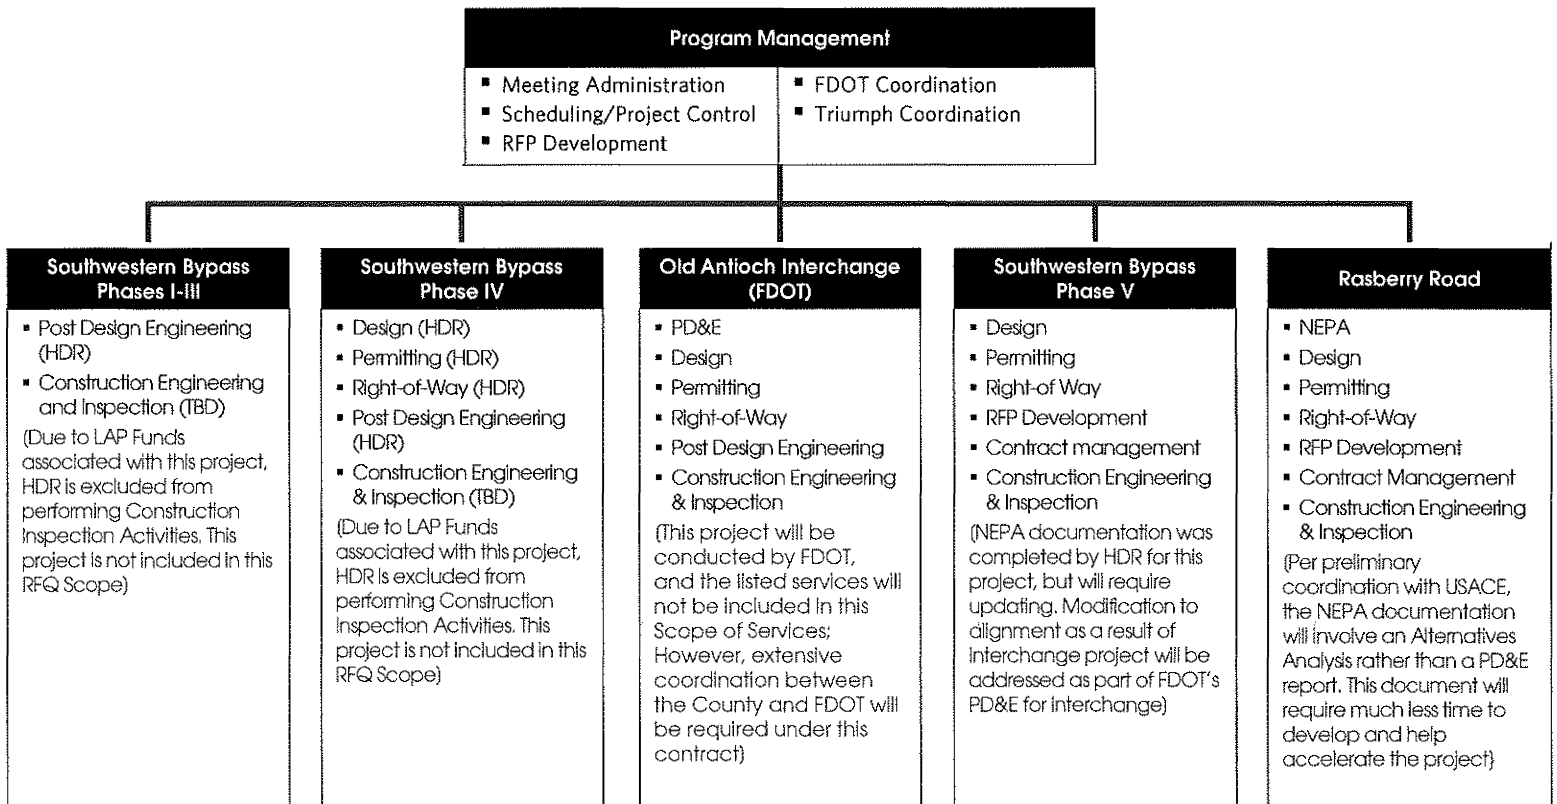 Program Management
▪ Meeting Administration
▪ Scheduling/Project Control
▪ RFP Development
▪ FDOT Coordination
▪ Triumph Coordination
Southwestern Bypass
Phases I-III
▪ Post Design Engineering
(HDR)
▪ Construction Engineering
and Inspection (TBD)
(Due to LAP Funds
associated with this project,
HDR is excluded from
performing Construction
Inspection Activities. This
project is not included in this
RFQ Scope)
Southwestern Bypass
Phase IV
▪ Design (HDR)
▪ Permitting (HDR)
▪ Right-of-Way (HDR)
▪ Post Design Engineering
(HDR)
▪ Construction Engineering
& Inspection (TBD)
(Due to LAP Funds
associated with this project,
HDR is excluded from
performing Construction
Inspection Activities. This
project is not included in this
RFQ Scope)
Old Antioch Interchange
(FDOT)
▪ PD&E
▪ Design
▪ Permitting
▪ Right-of-Way
▪ Post Design Engineering
▪ Construction Engineering
& Inspection
(This project will be
conducted by FDOT,
and the listed services will
not be included in this
Scope of Services;
However, extensive
coordination between
the County and FDOT will
be required under this
contract)
Southwestern Bypass
Phase V
▪ Design
▪ Permitting
▪ Right-of Way
▪ RFP Development
▪ Contract management
▪ Construction Engineering
& Inspection
(NEPA documentation was
completed by HDR for this
project, but will require
updating. Modification to
alignment as a result of
Interchange project will be
addressed as part of FDOT's
PD&E for interchange)
Rasberry Road
▪ NEPA
▪ Design
▪ Permitting
▪ Right-of-Way
▪ RFP Development
▪ Contract Management
▪ Construction Engineering
& Inspection
(Per preliminary
coordination with USACE,
the NEPA documentation
will involve an Alternatives
Analysis rather than a PD&E
report. This document will
require much less time to
develop and help
accelerate the project)